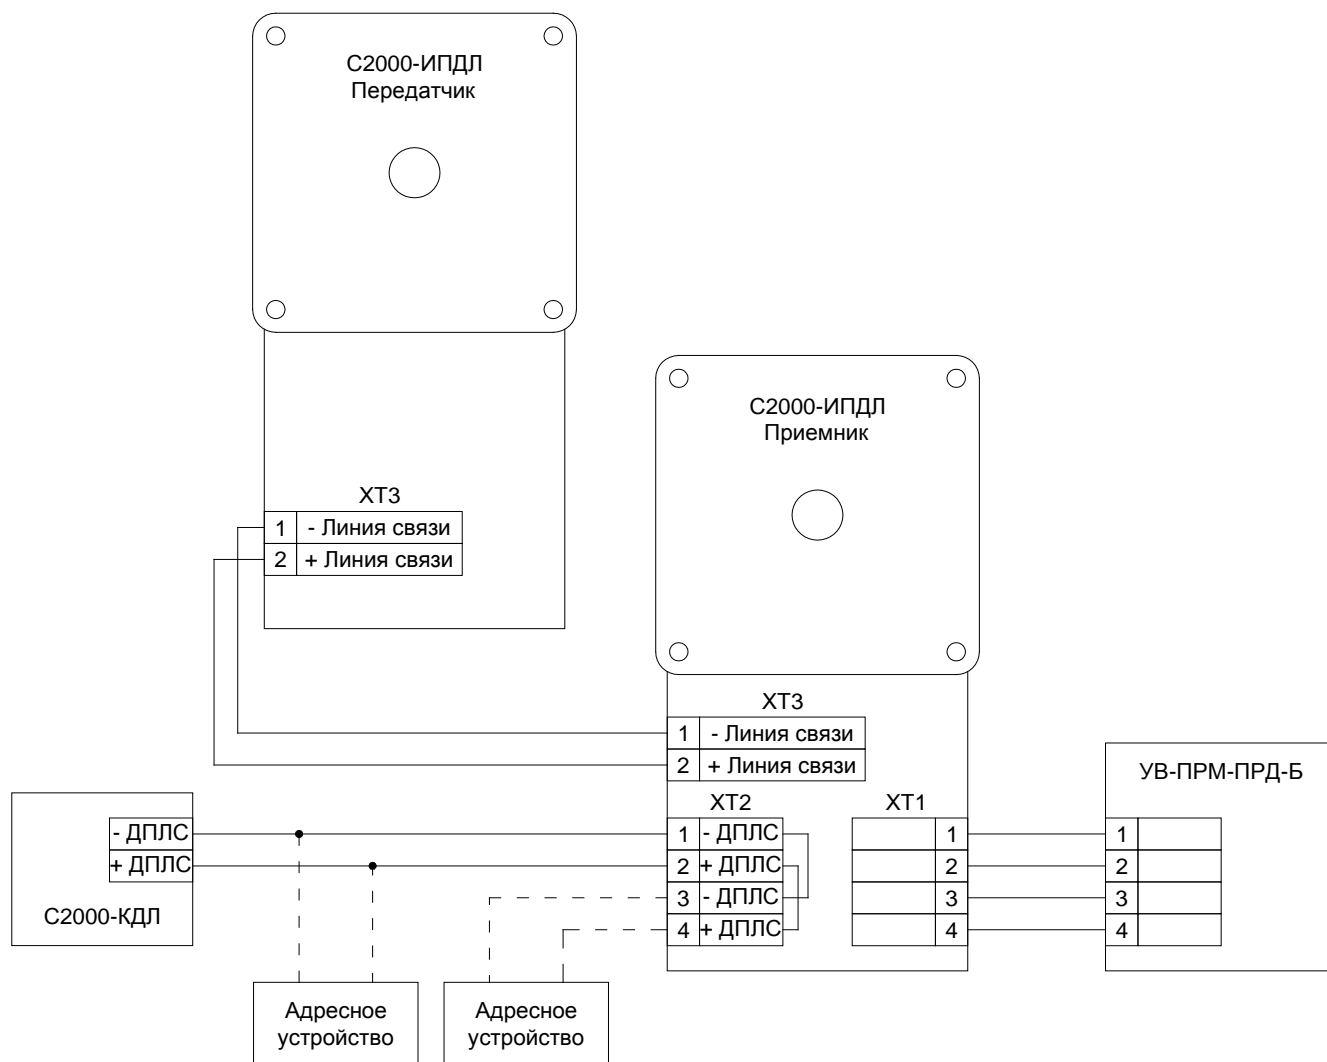 С2000-ИПДЛ
Передатчик
С2000-ИПДЛ
Приемник
XT3
1 - Линия связи
2 + Линия связи
XT3
1 - Линия связи
2 + Линия связи
УВ-ПРМ-ПРД-Б
XT2
XT1
- ДПЛС
+ ДПЛС
С2000-КДЛ
1 - ДПЛС
2 + ДПЛС
3 - ДПЛС
4 + ДПЛС
1
2
3
4
1
2
3
4
Адресное
устройство
Адресное
устройство